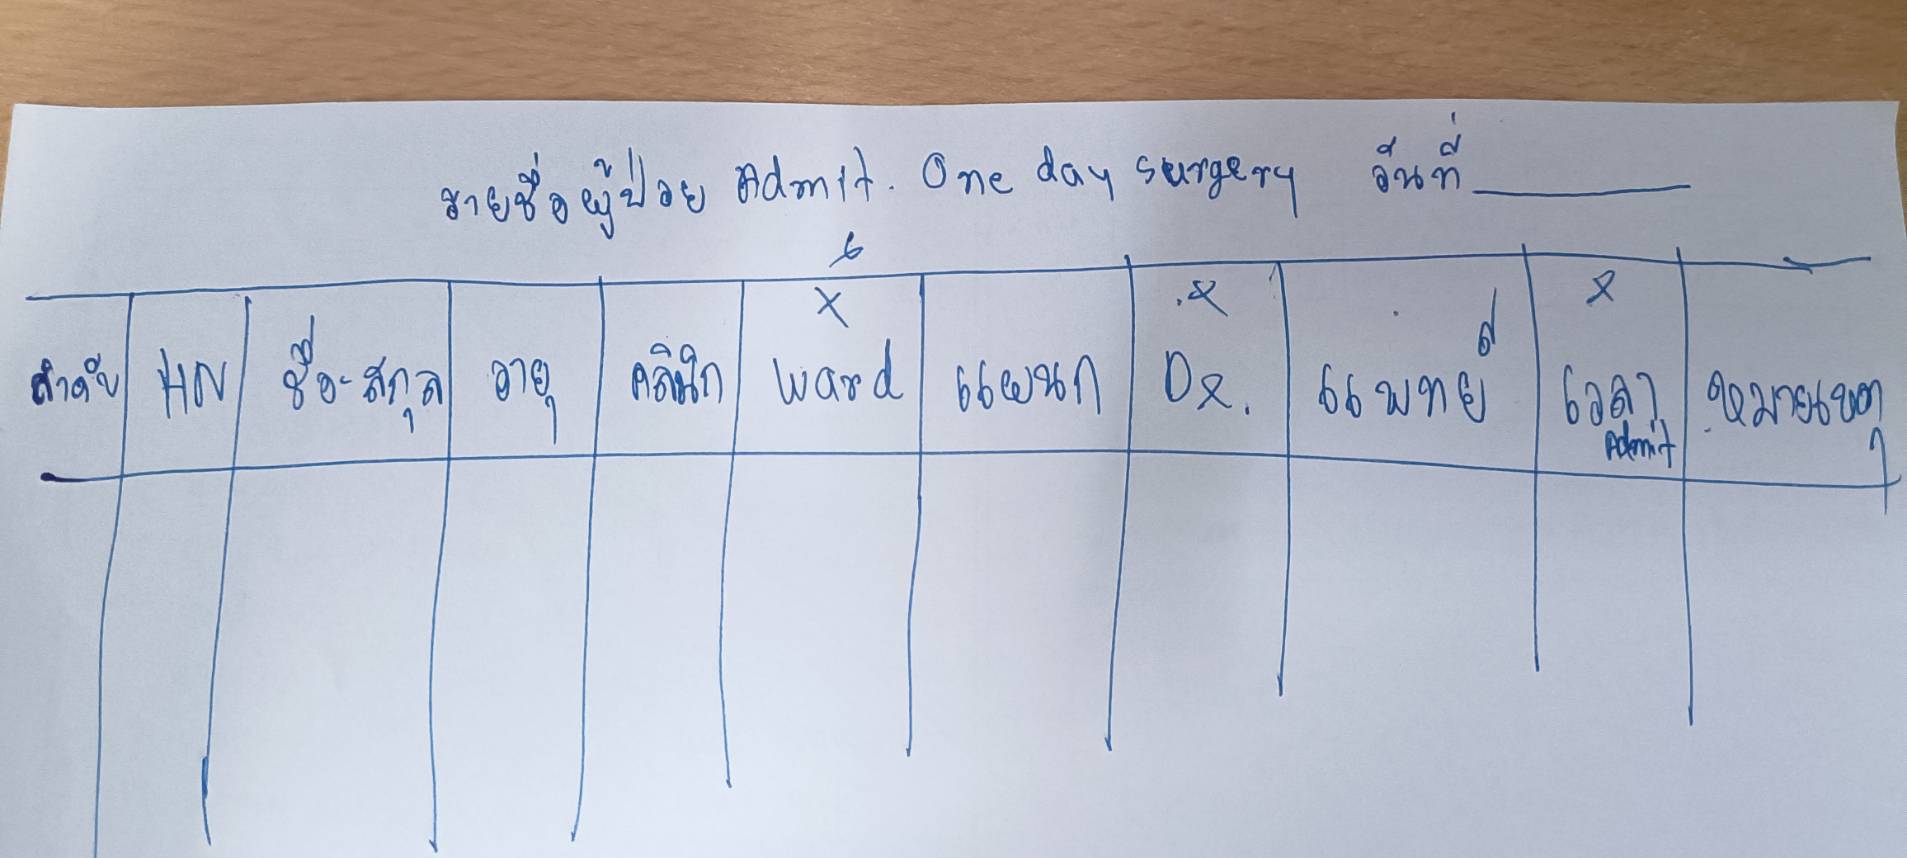 รายชื่อผู้ป่วย Admit. One day surgery วันที่
X X X
ลำดับ HN ชื่อ-สกุล อายุ คลินิก ward แผนก Dx. แพทย์ เวลา หมายเหตุ
Admit